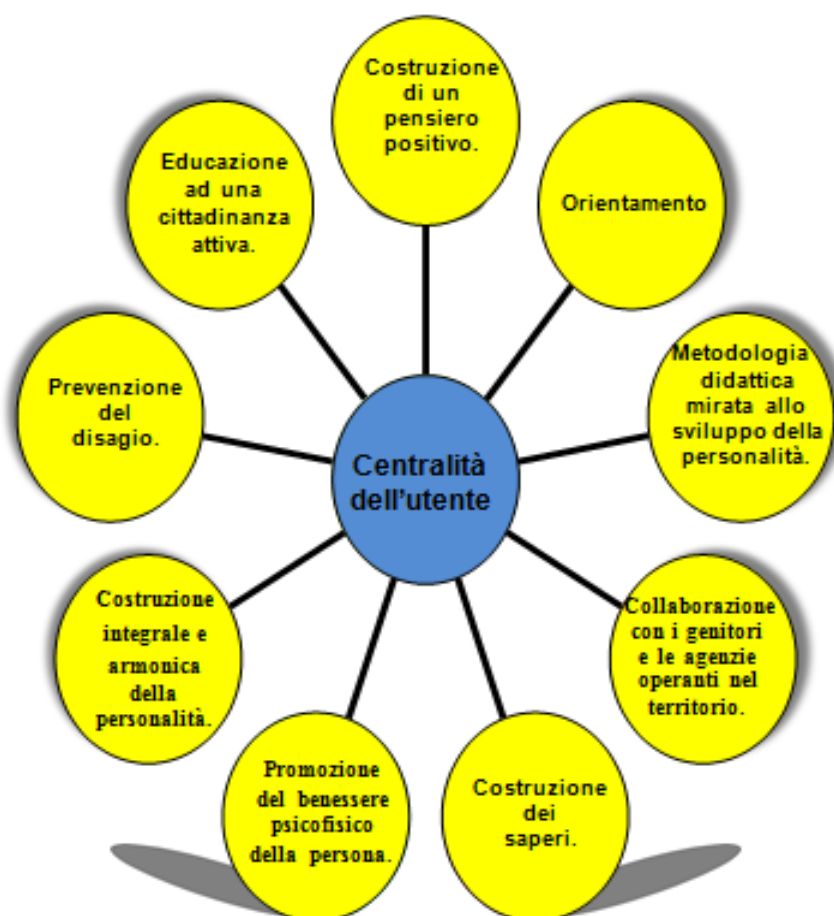 Costruzione
di un
pensiero
positivo.
Orientamento
Metodologia
didattica
mirata allo
sviluppo della
personalità.
Collaborazione
con i genitori
e le agenzie
operanti nel
territorio.
Costruzione
dei
saperi.
Promozione
del benessere
psicofisico
della persona.
Costruzione
integrale e
armonica
della
personalità.
Prevenzione
del
disagio.
Educazione
ad una
cittadinanza
attiva.
Centralità
dell’utente